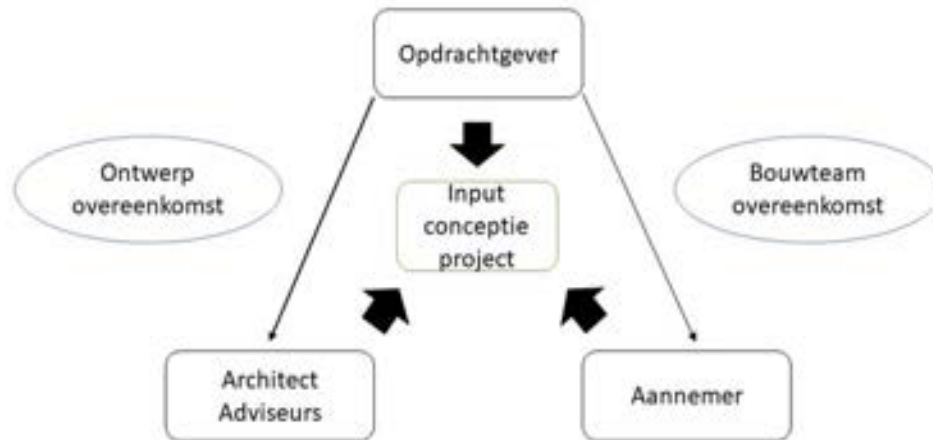 Opdrachtgever
Ontwerp
overeenkomst
Input
conceptie
project
Bouwteam
overeenkomst
Architect
Adviseurs
Aannemer